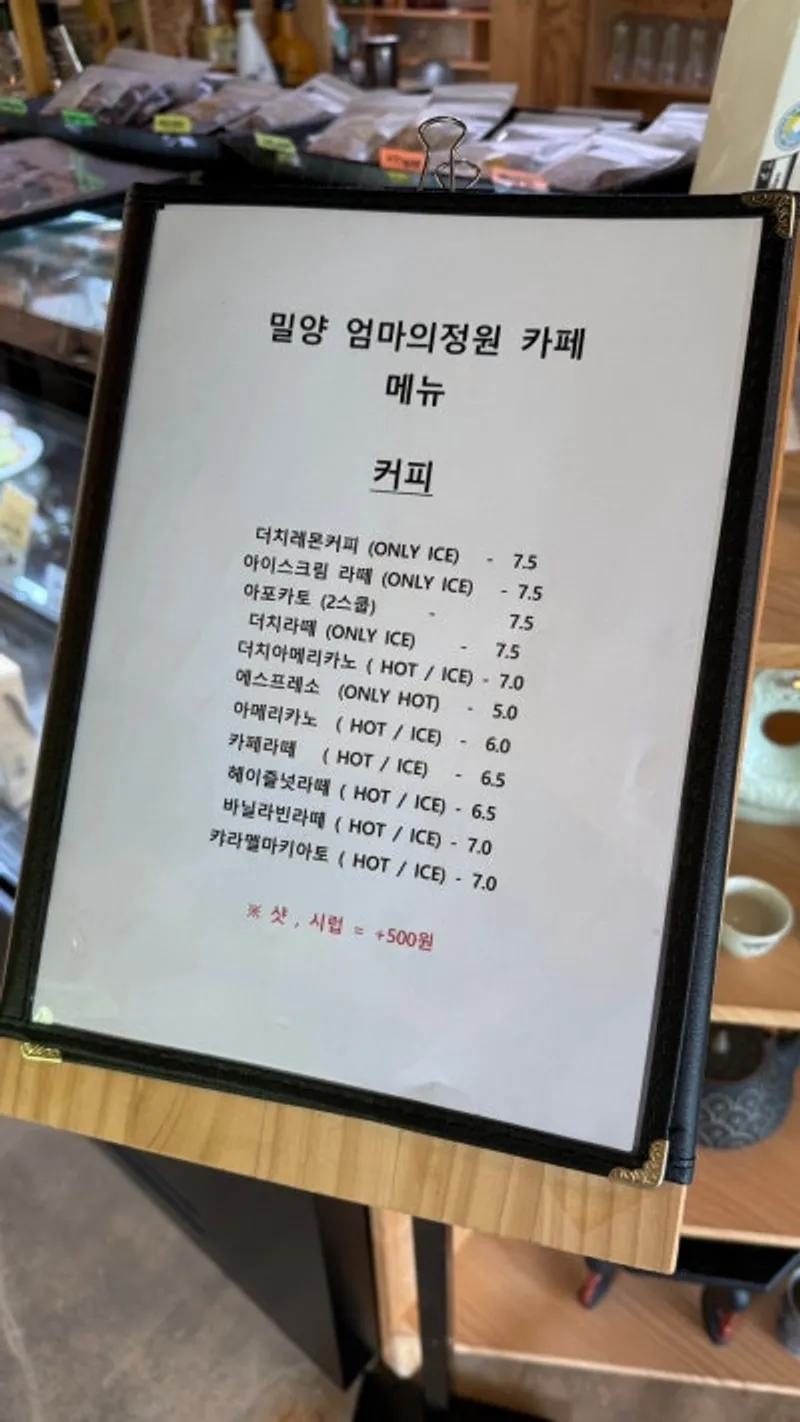 밀양 엄마의정원 카페
메뉴
커피
더치레몬커피 (ONLY ICE) - 7.5
아이스크림 라떼 (ONLY ICE) - 7.5
아포카토 (2스쿱) - 7.5
더치라떼 (ONLY ICE) - 7.5
더치아메리카노 ( HOT / ICE) - 7.0
에스프레소 (ONLY HOT) - 5.0
아메리카노 ( HOT / ICE) - 6.0
카페라떼 ( HOT / ICE) - 6.5
헤이즐넛라떼 ( HOT / ICE) - 6.5
바닐라빈라떼 ( HOT / ICE) - 7.0
캬라멜마키아토 ( HOT / ICE) - 7.0
※ 샷 , 시럽 = +500원